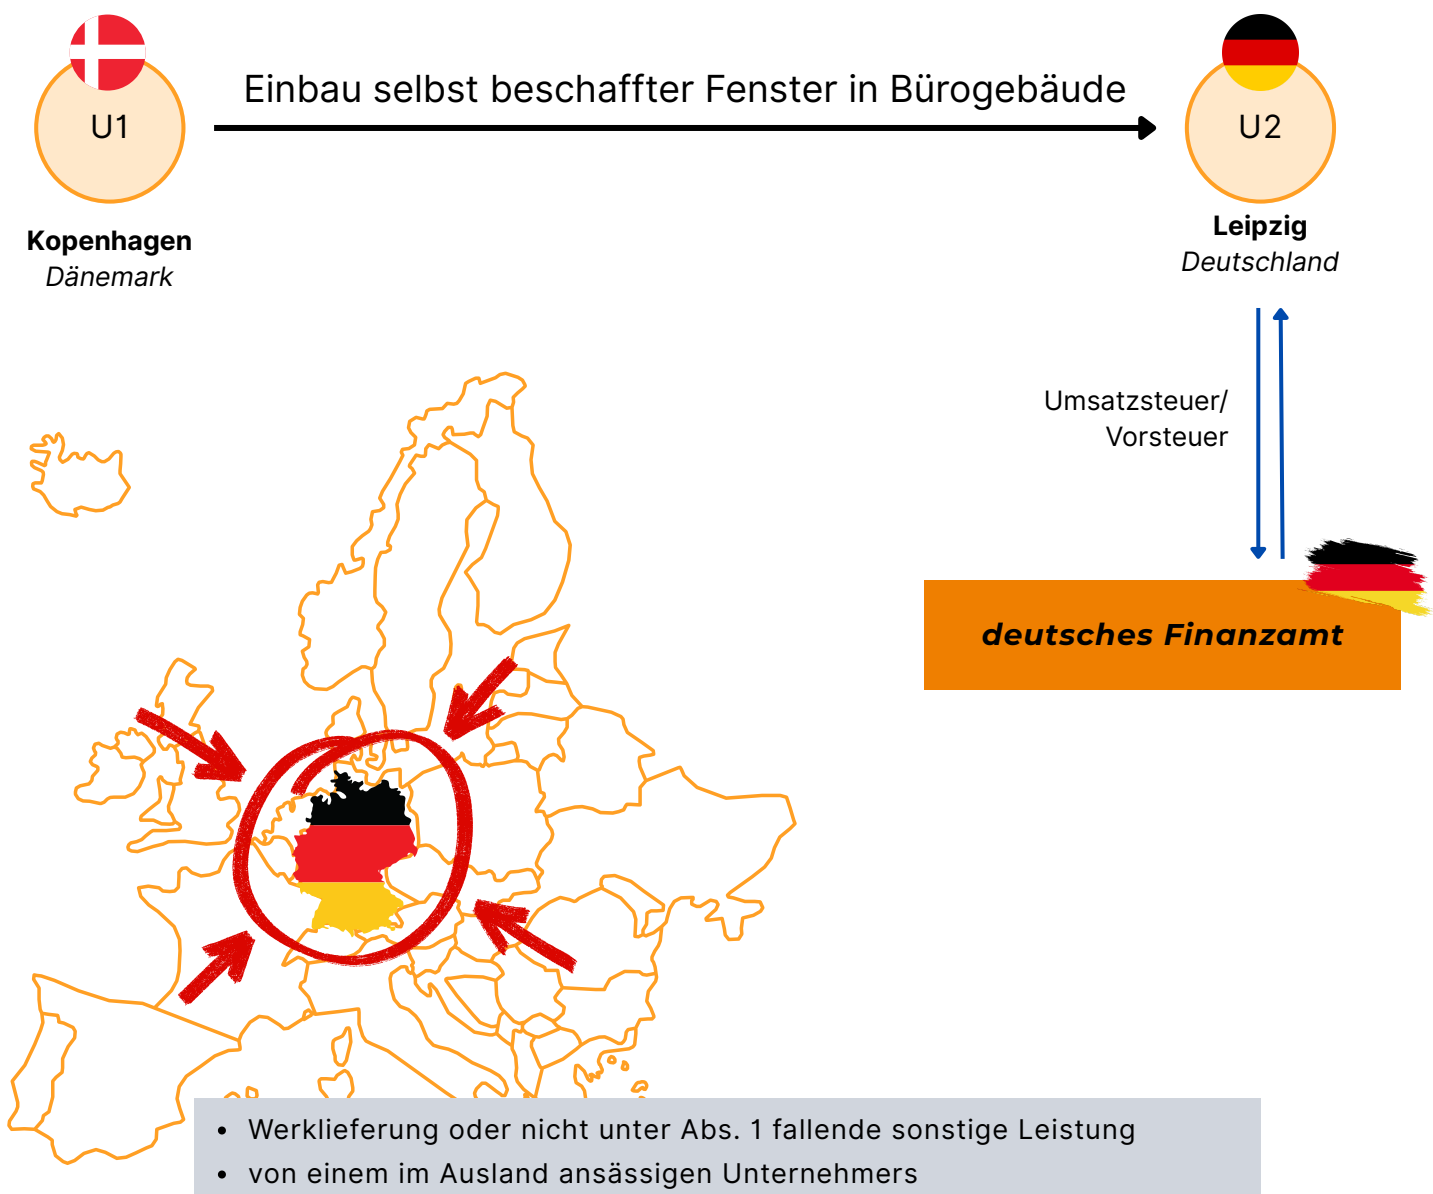 U1
Einbau selbst beschaffter Fenster in Bürogebäude
U2
Kopenhagen
Dänemark
Leipzig
Deutschland
Umsatzsteuer/
Vorsteuer
deutsches Finanzamt
• Werklieferung oder nicht unter Abs. 1 fallende sonstige Leistung
• von einem im Ausland ansässigen Unternehmers